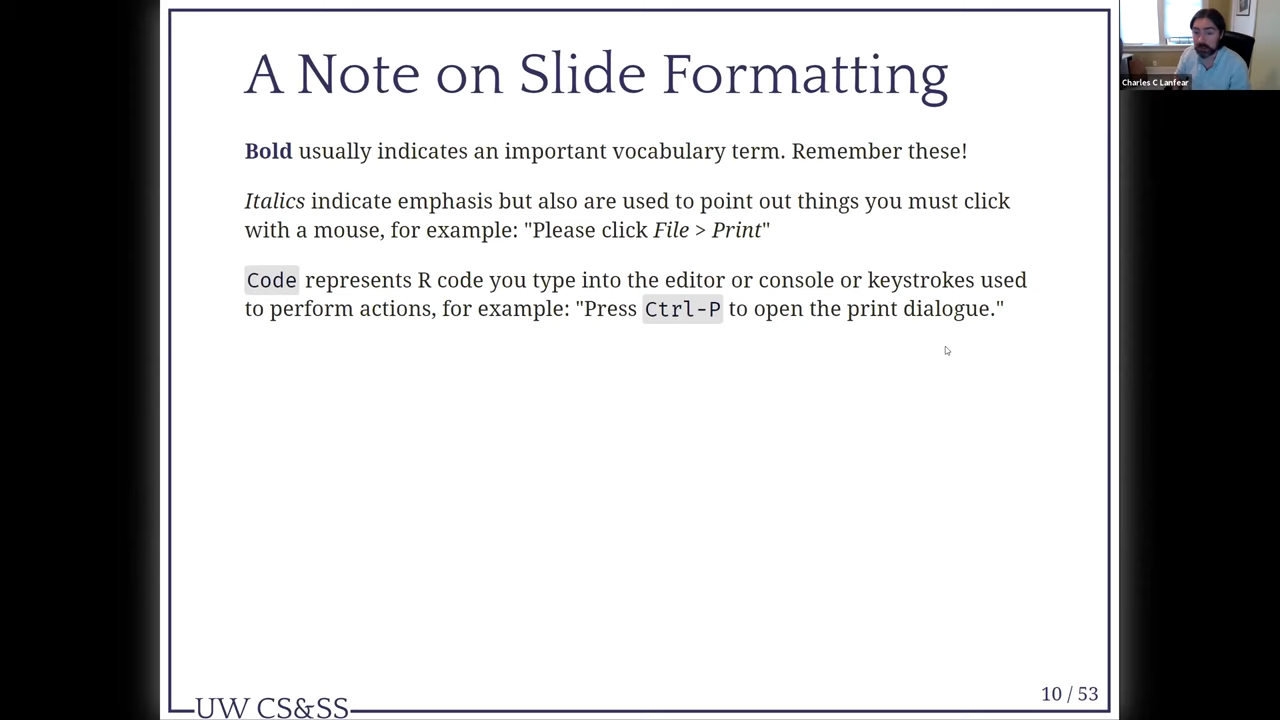 A Note on Slide Formatting
Charles C Lanfear
Bold usually indicates an important vocabulary term. Remember these!
Italics indicate emphasis but also are used to point out things you must click
with a mouse, for example: "Please click File > Print"
Code represents R code you type into the editor or console or keystrokes used
to perform actions, for example: "Press Ctrl-P to open the print dialogue."
10 / 53
UW CS&SS